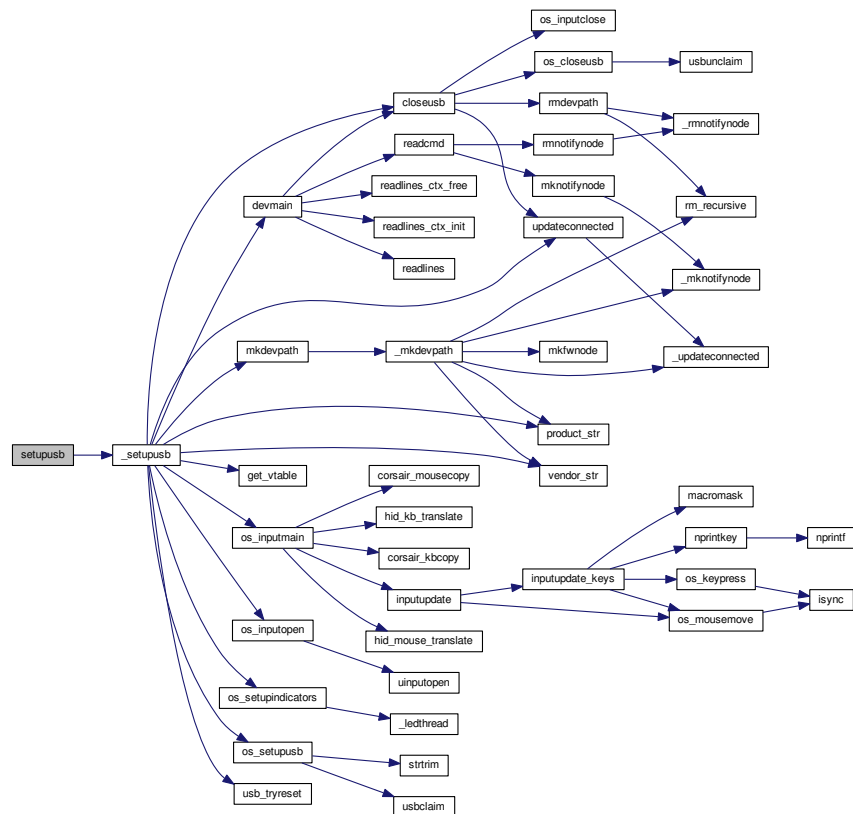 os_inputclose
os_closeusb
usbunclaim
closeusb
rmdevpath
_rmnotifynode
readcmd
rmnotifynode
readlines_ctx_free
mknotifynode
devmain
rm_recursive
readlines_ctx_init
updateconnected
readlines
_mknotifynode
mkdevpath
_mkdevpath
mkfwnode
_updateconnected
product_str
setupusb
_setupusb
get_vtable
corsair_mousecopy
vendor_str
macromask
hid_kb_translate
os_inputmain
nprintkey
nprintf
corsair_kbcopy
inputupdate_keys
os_keypress
inputupdate
isync
os_mousemove
os_inputopen
hid_mouse_translate
uinputopen
os_setupindicators
_ledthread
os_setupusb
strtrim
usb_tryreset
usbclaim